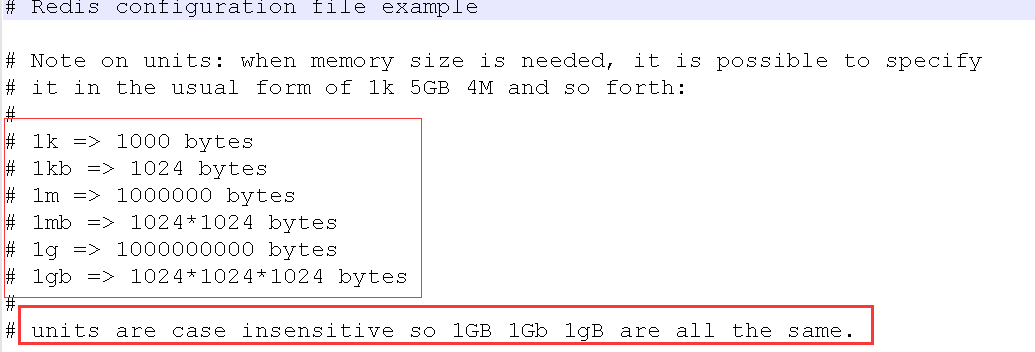 # Redis configuration file example
# Note on units: when memory size is needed, it is possible to specify
# it in the usual form of 1k 5GB 4M and so forth:
#
# 1k => 1000 bytes
# 1kb => 1024 bytes
# 1m => 1000000 bytes
# 1mb => 1024*1024 bytes
# 1g => 1000000000 bytes
# 1gb => 1024*1024*1024 bytes
#
# units are case insensitive so 1GB 1Gb 1gB are all the same.